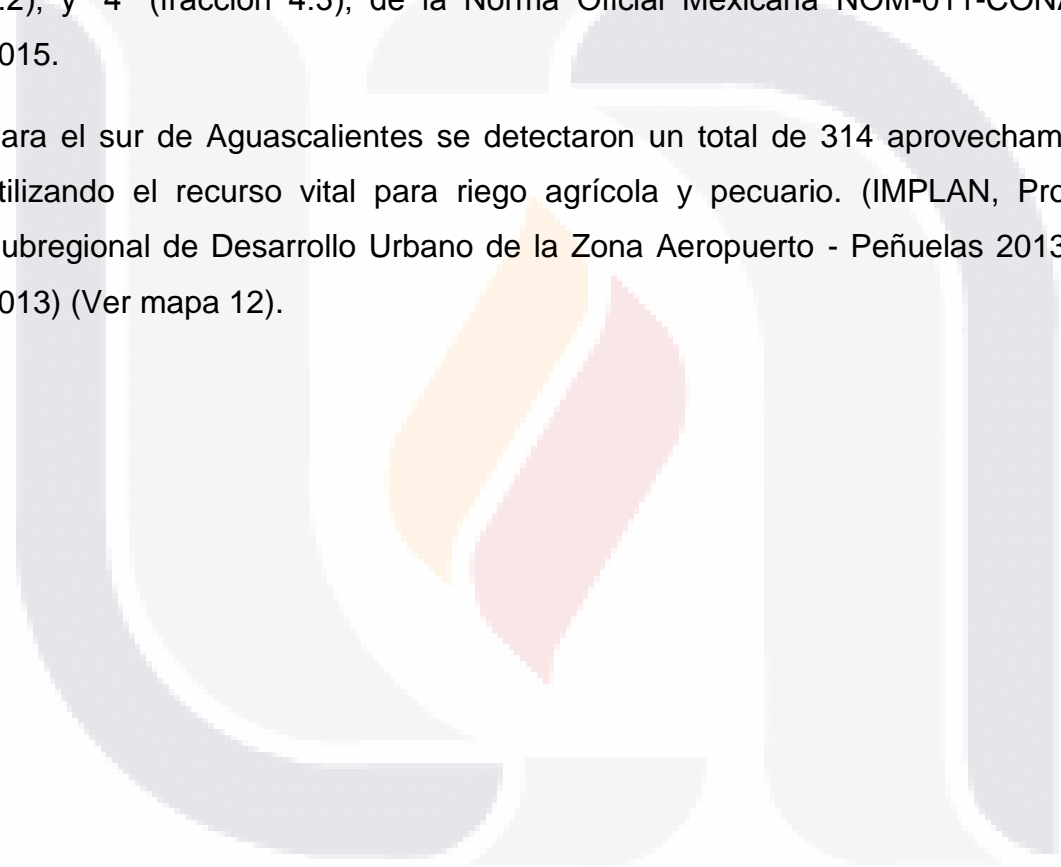 .2), y "4" (fracción 4.3), de la Norma Oficial Mexicana NOM-011-CONA
015.
ara el sur de Aguascalientes se detectaron un total de 314 aprovecham
tilizando el recurso vital para riego agrícola y pecuario. (IMPLAN, Pro
ubregional de Desarrollo Urbano de la Zona Aeropuerto - Peñuelas 2013
013) (Ver mapa 12).